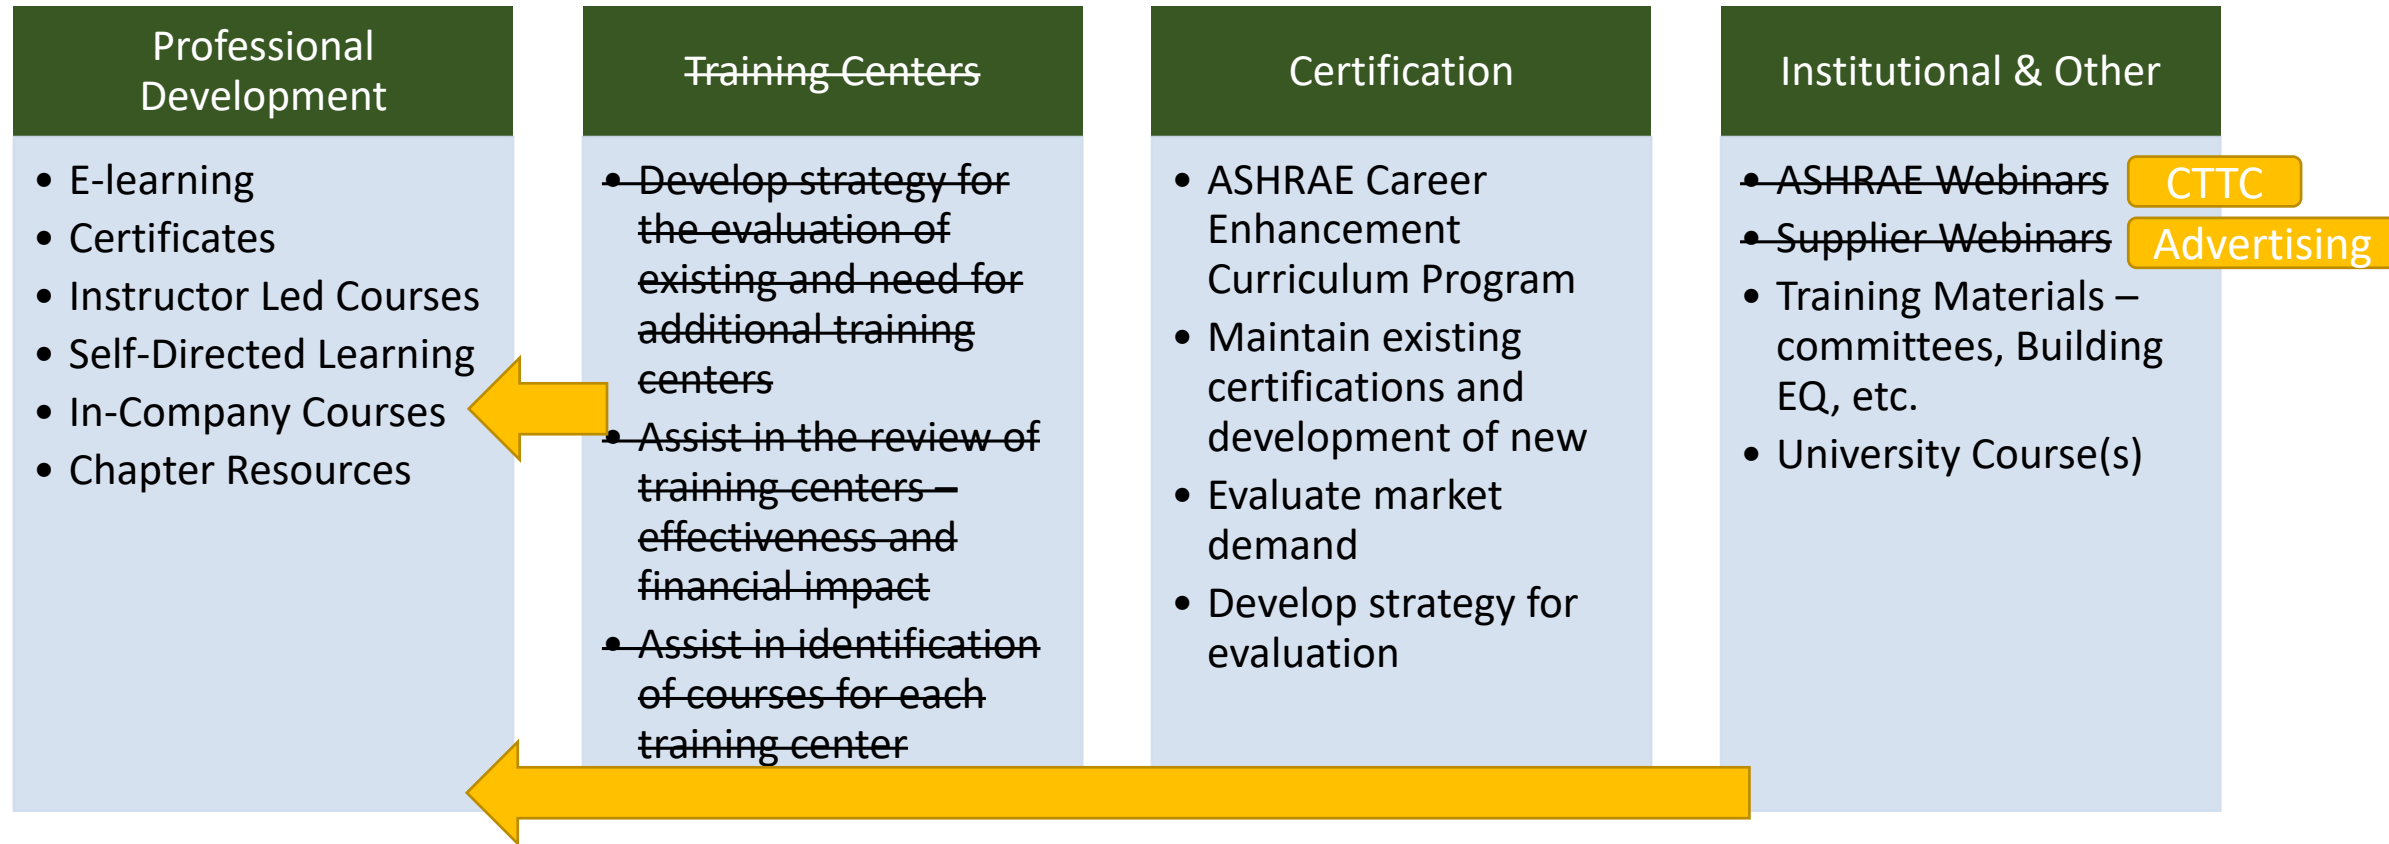 Professional
Development
• E-learning
• Certificates
• Instructor Led Courses
• Self-Directed Learning
• In-Company Courses
• Chapter Resources
Training Centers
• Develop strategy for
the evaluation of
existing and need for
additional training
centers
• Assist in the review of
training centers –
effectiveness and
financial impact
• Assist in identification
of courses for each
training center
Certification
• ASHRAE Career
Enhancement
Curriculum Program
• Maintain existing
certifications and
development of new
• Evaluate market
demand
• Develop strategy for
evaluation
Institutional & Other
• ASHRAE Webinars
CTTC
• Supplier Webinars
Advertising
• Training Materials –
committees, Building
EQ, etc.
• University Course(s)